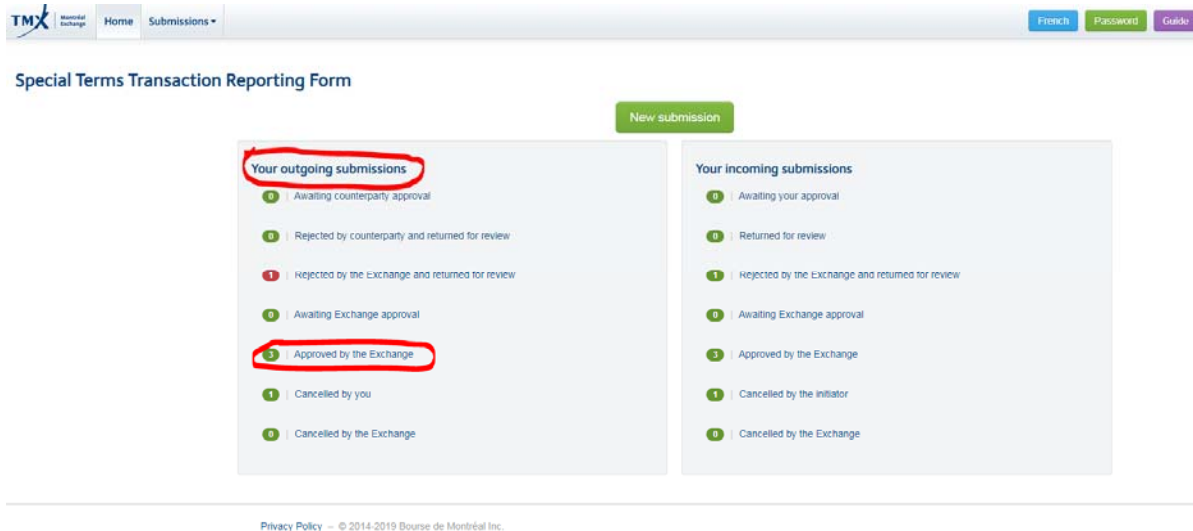 TMX Montréal Exchange Home Submissions French Password Guide
Special Terms Transaction Reporting Form
New submission
Your outgoing submissions
0 | Awaiting counterparty approval
0 | Rejected by counterparty and returned for review
1 | Rejected by the Exchange and returned for review
0 | Awaiting Exchange approval
3 | Approved by the Exchange
1 | Cancelled by you
0 | Cancelled by the Exchange
Your incoming submissions
0 | Awaiting your approval
0 | Returned for review
1 | Rejected by the Exchange and returned for review
0 | Awaiting Exchange approval
3 | Approved by the Exchange
1 | Cancelled by the initiator
0 | Cancelled by the Exchange
Privacy Policy – © 2014-2019 Bourse de Montréal Inc.